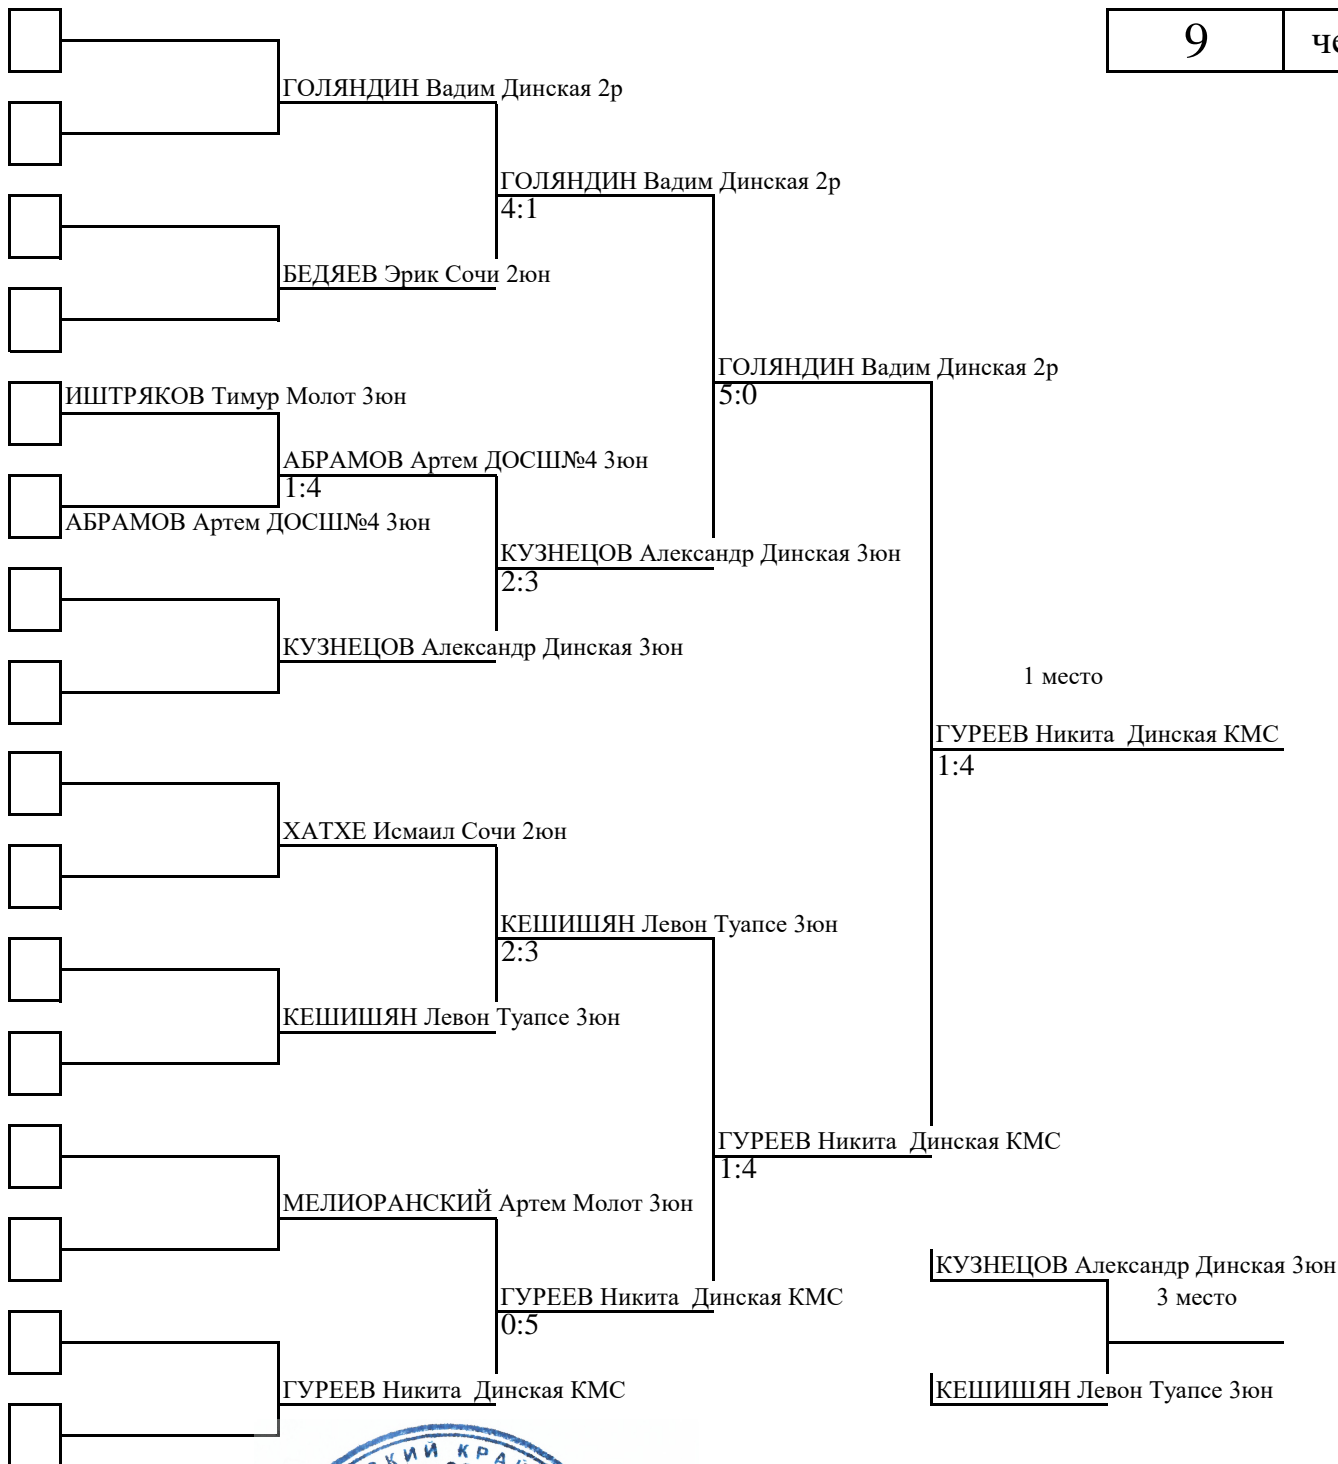 9 че
ГОЛЯНДИН Вадим Динская 2р
ГОЛЯНДИН Вадим Динская 2р
4:1
БЕДЯЕВ Эрик Сочи 2юн
ГОЛЯНДИН Вадим Динская 2р
5:0
ИШТРЯКОВ Тимур Молот 3юн
АБРАМОВ Артем ДОСШ№4 3юн
1:4
АБРАМОВ Артем ДОСШ№4 3юн
КУЗНЕЦОВ Александр Динская 3юн
2:3
КУЗНЕЦОВ Александр Динская 3юн
1 место
ГУРЕЕВ Никита  Динская КМС
1:4
ХАТХЕ Исмаил Сочи 2юн
КЕШИШЯН Левон Туапсе 3юн
2:3
КЕШИШЯН Левон Туапсе 3юн
ГУРЕЕВ Никита  Динская КМС
1:4
МЕЛИОРАНСКИЙ Артем Молот 3юн
КУЗНЕЦОВ Александр Динская 3юн
3 место
ГУРЕЕВ Никита  Динская КМС
0:5
ГУРЕЕВ Никита  Динская КМС
КЕШИШЯН Левон Туапсе 3юн